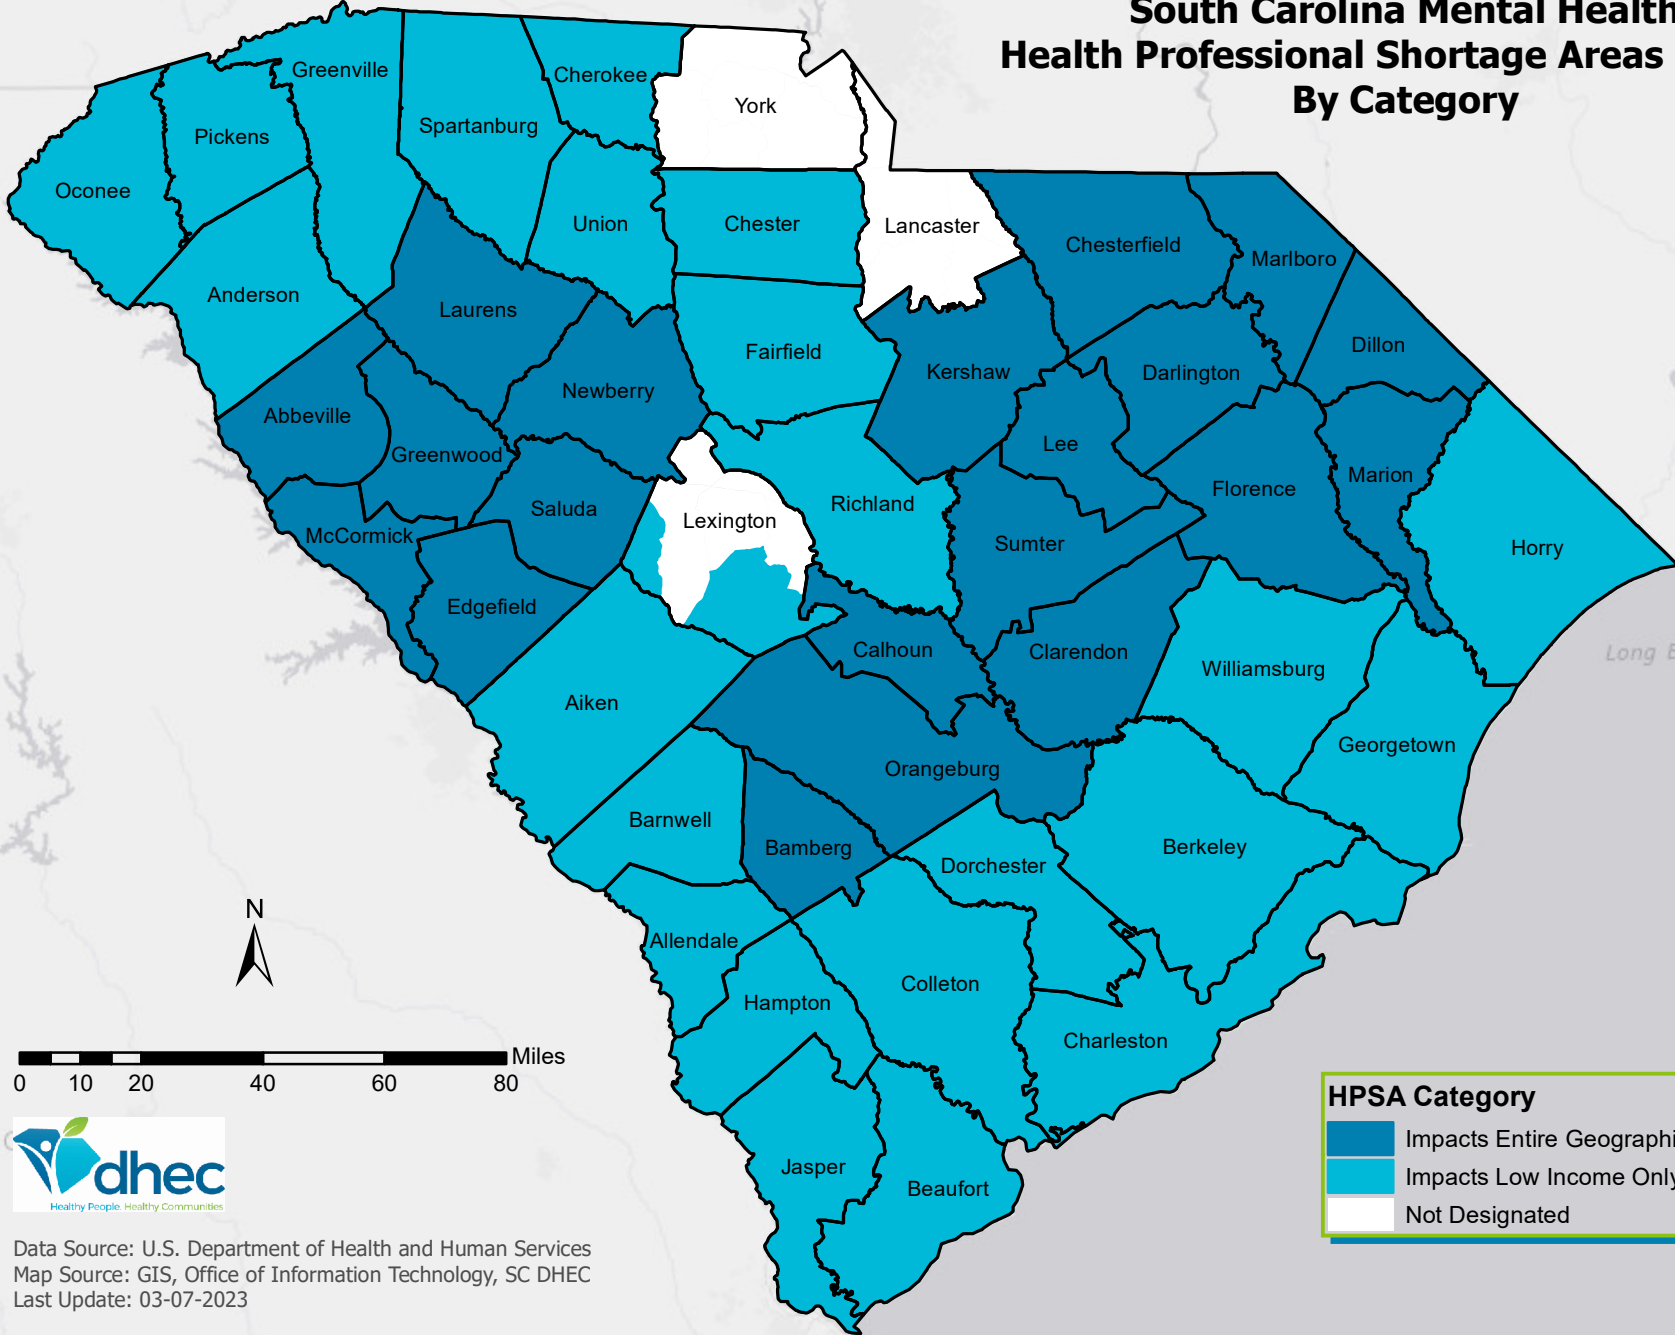 South Carolina Mental Health
Health Professional Shortage Areas
By Category
Greenville
Cherokee
York
Spartanburg
Pickens
Oconee
Union
Chester
Lancaster
Chesterfield
Marlboro
Anderson
Laurens
Fairfield
Dillon
Kershaw
Darlington
Newberry
Abbeville
Greenwood
Lee
Marion
Florence
Richland
Saluda
Lexington
McCormick
Sumter
Horry
Edgefield
Calhoun
Clarendon
Williamsburg
Long
Aiken
Georgetown
Orangeburg
Barnwell
Bamberg
Berkeley
Dorchester
N
Allendale
Colleton
Hampton
Charleston
Miles
0 10 20 40 60 80
Jasper
Beaufort
HPSA Category
Impacts Entire Geographi
Impacts Low Income Only
Not Designated
dhec
Healthy People. Healthy Communities
Data Source: U.S. Department of Health and Human Services
Map Source: GIS, Office of Information Technology, SC DHEC
Last Update: 03-07-2023